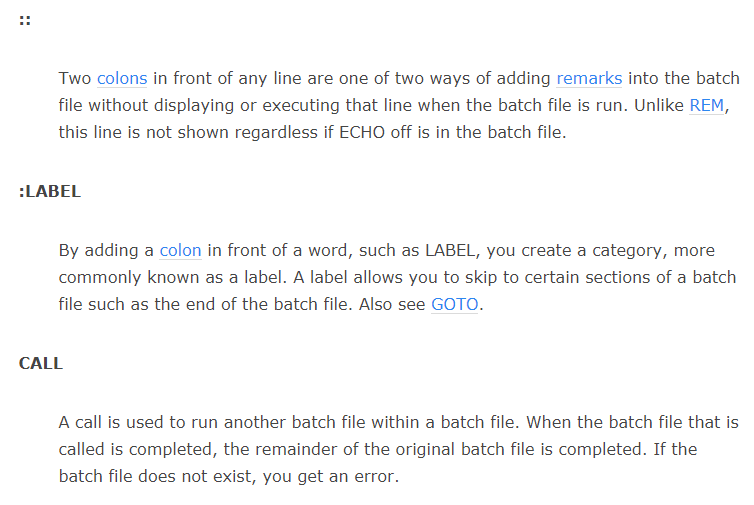 ::
Two colons in front of any line are one of two ways of adding remarks into the batch
file without displaying or executing that line when the batch file is run. Unlike REM,
this line is not shown regardless if ECHO off is in the batch file.
:LABEL
By adding a colon in front of a word, such as LABEL, you create a category, more
commonly known as a label. A label allows you to skip to certain sections of a batch
file such as the end of the batch file. Also see GOTO.
CALL
A call is used to run another batch file within a batch file. When the batch file that is
called is completed, the remainder of the original batch file is completed. If the
batch file does not exist, you get an error.